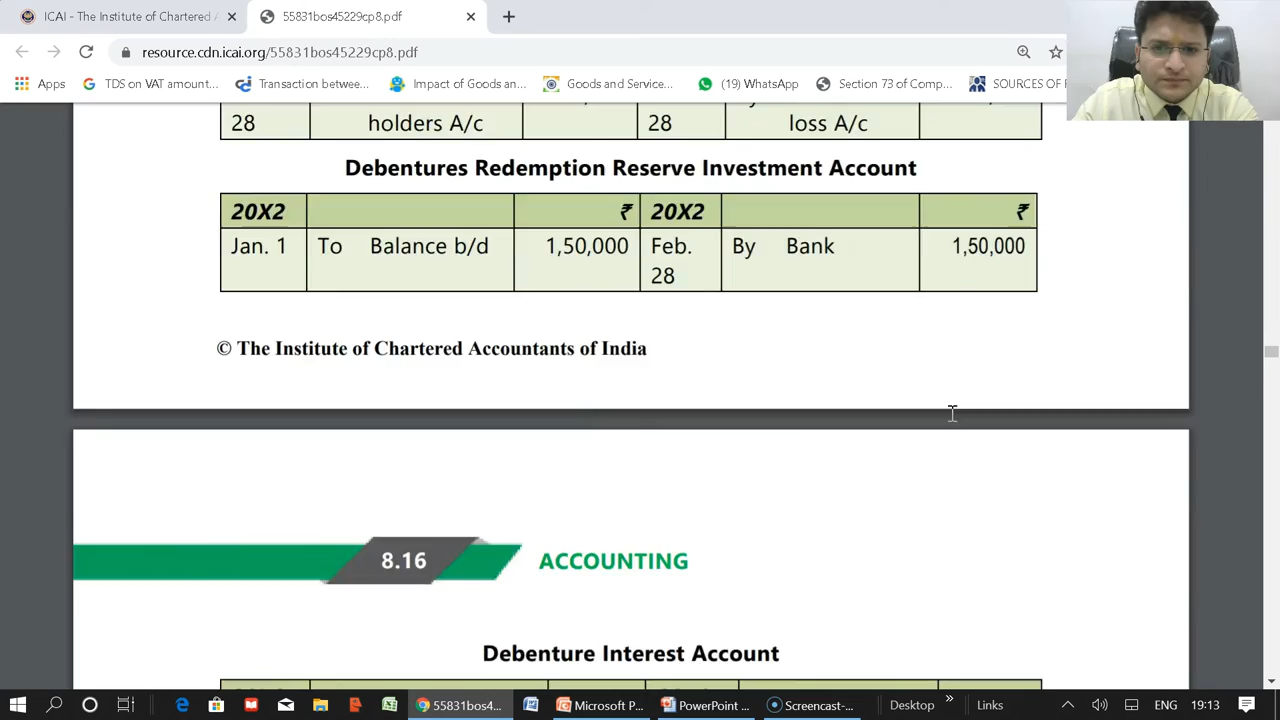 ICAI - The Institute of Chartered A
55831bos45229cp8.pdf
resource.cdn.icai.org/55831bos45229cp8.pdf
Apps
TDS on VAT amount...
Transaction betwee...
Impact of Goods an...
Goods and Service...
(19) WhatsApp
Section 73 of Comp...
SOURCES OF F
28 holders A/c 28 loss A/c
Debentures Redemption Reserve Investment Account
20X2 ₹ 20X2 ₹
Jan. 1 To Balance b/d 1,50,000 Feb. By Bank 1,50,000
28
© The Institute of Chartered Accountants of India
8.16 ACCOUNTING
Debenture Interest Account
55831bos4...
Microsoft P...
PowerPoint ...
Screencast-...
Desktop
»
Links
ENG
19:13